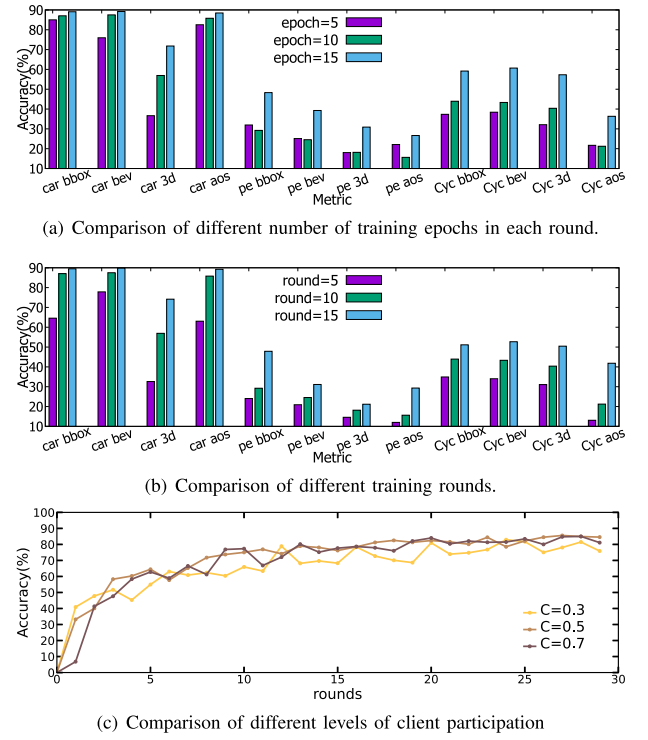 90
80
70
60
50
40
30
20
10
Accuracy(%)
epoch=5
epoch=10
epoch=15
car bbox car bev car 3d car aos pe bbox pe bev pe 3d pe aos Cyc bbox Cyc bev Cyc 3d Cyc aos
Metric
(a) Comparison of different number of training epochs in each round.
90
80
70
60
50
40
30
20
10
Accuracy(%)
round=5
round=10
round=15
car bbox car bev car 3d car aos pe bbox pe bev pe 3d pe aos Cyc bbox Cyc bev Cyc 3d Cyc aos
Metric
(b) Comparison of different training rounds.
100
90
80
70
60
50
40
30
20
10
0
Accuracy(%)
C=0.3
C=0.5
C=0.7
0 5 10 15 20 25 30
rounds
(c) Comparison of different levels of client participation